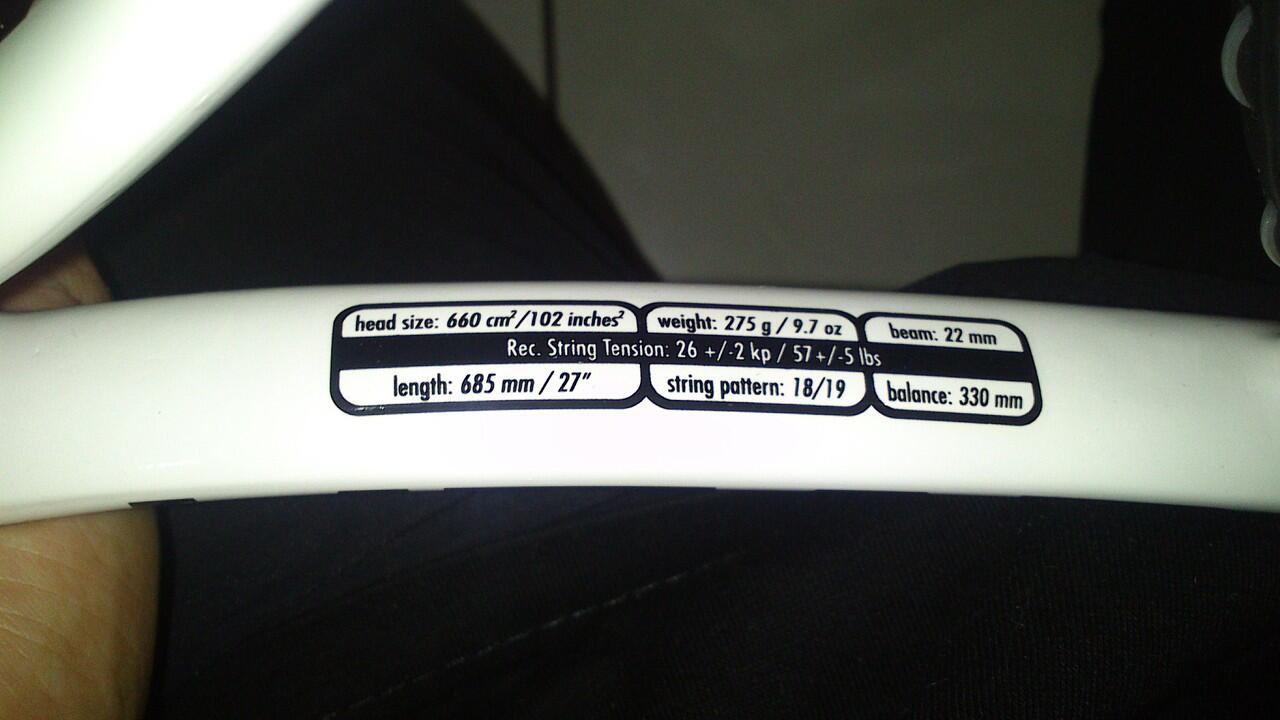 head size: 660 cm²/102 inches²
weight: 275 g / 9.7 oz
beam: 22 mm
Rec. String Tension: 26 +/-2 kp / 57+/-5 lbs
length: 685 mm / 27"
string pattern: 18/19
balance: 330 mm